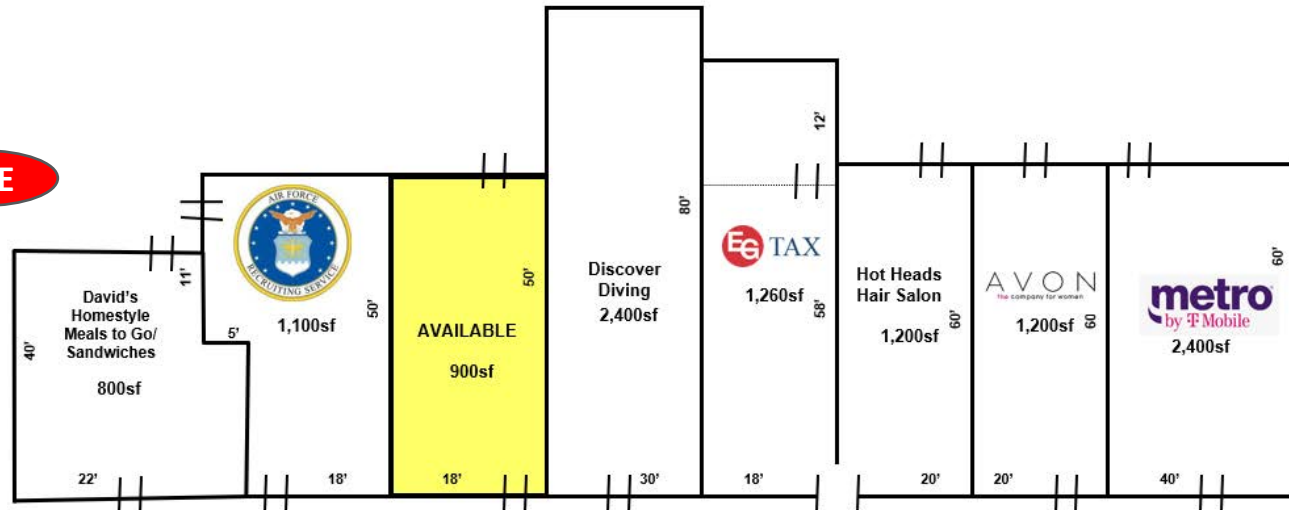 E
David's
Homestyle
Meals to Go/
Sandwiches
800sf
40'
11'
5'
22'
AIR FORCE
RECRUITING SERVICE
1,100sf
50'
18'
AVAILABLE
900sf
50'
18'
Discover
Diving
2,400sf
80'
30'
12'
EG TAX
1,260sf
58'
18'
Hot Heads
Hair Salon
1,200sf
60'
20'
AVON
the company for women
1,200sf
60
20'
metro
by T Mobile
2,400sf
60'
40'